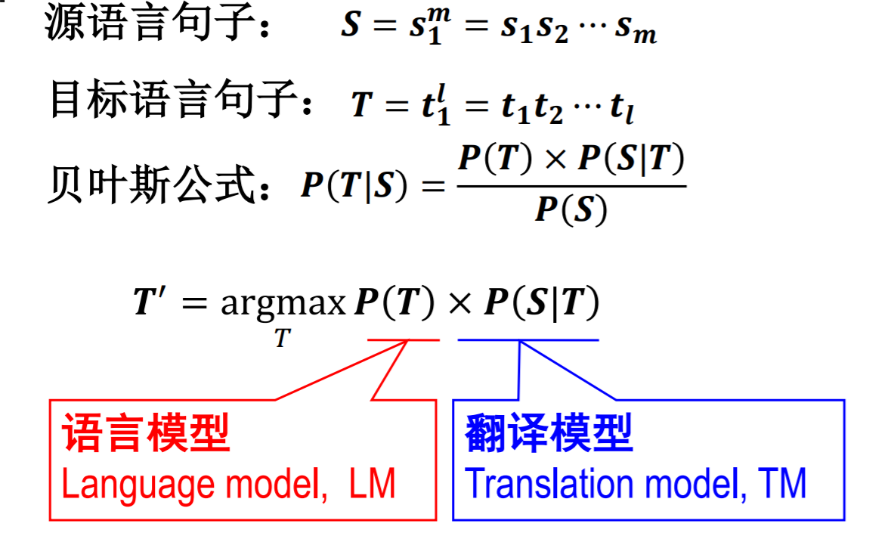 源语言句子： S = s₁ᵐ = s₁s₂ ⋯ sₘ
目标语言句子： T = t₁ˡ = t₁t₂ ⋯ tₗ
贝叶斯公式： P(T|S) = P(T) × P(S|T) / P(S)
T′ = argmax P(T) × P(S|T)
T
语言模型
Language model, LM
翻译模型
Translation model, TM